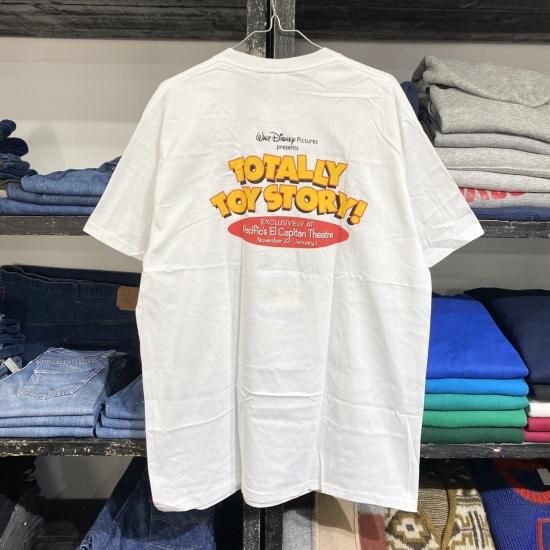 Walt Disney Pictures
presents
TOTALLY
TOY STORY!
EXCLUSIVELY AT
Pacific's El Capitan Theatre
November 22 - January 1